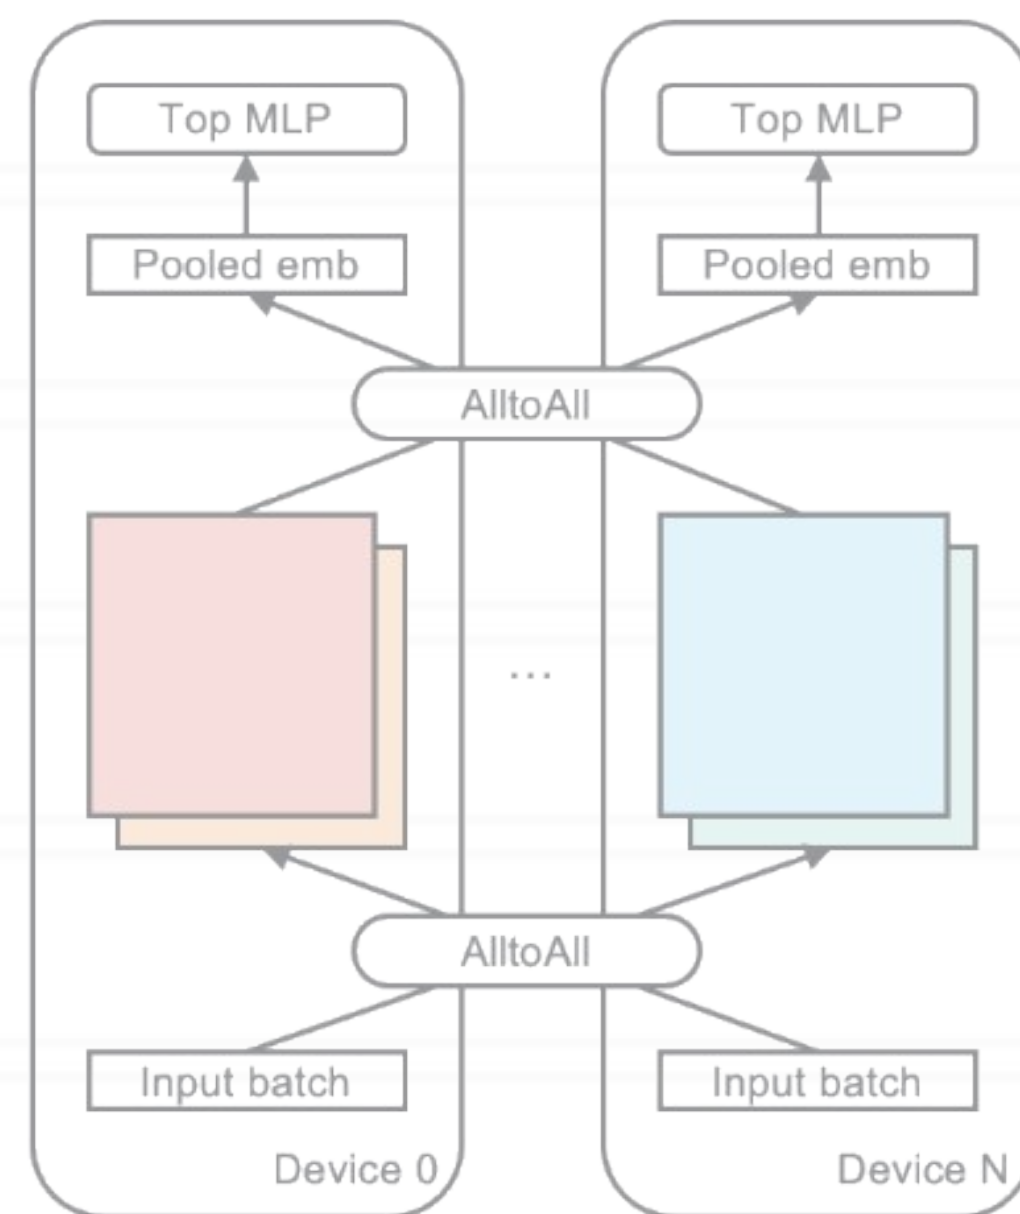 Top MLP
Top MLP
Pooled emb
Pooled emb
AlltoAll
...
AlltoAll
Input batch
Input batch
Device 0
Device N